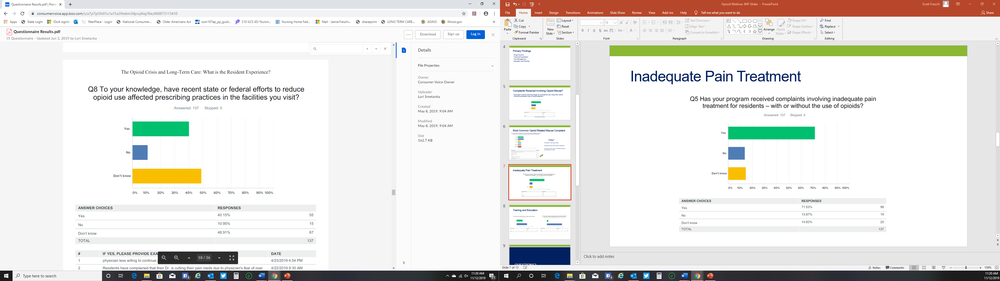 Questionnaire Results.pdf | Powe
consumervoice.app.box.com/s/a7yi7pt3h01u1a15a39rebm34jcvy8wj/file/468873113410
Apps State LogIn IDoA signin PeerPlace - Login National Consumer... Older Americans Act som107ap_pp_guid... 210 ILCS 45/ Nursin... Nursing Home Fed... Mail - Jamie.Freschi... sharepoint LONG TERM CARE... AGING Illinois.gov
Questionnaire Results.pdf
Questionnaire - Updated Jun 3, 2019 by Lori Smetanka
Download Sign up Log in
The Opioid Crisis and Long-Term Care: What is the Resident Experience?
Q8 To your knowledge, have recent state or federal efforts to reduce
opioid use affected prescribing practices in the facilities you visit?
Answered: 137 Skipped: 0
Yes
No
Don't know
0% 10% 20% 30% 40% 50% 60% 70% 80% 90% 100%
ANSWER CHOICES RESPONSES
Yes 40.15% 55
No 10.95% 15
Don't know 48.91% 67
TOTAL 137
# IF YES, PLEASE PROVIDE EXA DATE
1 physician less willing to continue 4/23/2019 4:54 PM
2 Residents have complained that their Dr. is cutting their pain meds due to physician's fear of over 4/22/2019 9:30 AM
18 / 26
Details
File Properties
Owner
Consumer Voice Owner
Uploader
Lori Smetanka
Created
May 8, 2019, 9:04 AM
Modified
May 8, 2019, 9:04 AM
Size
162.7 KB
Type here to search
11:20 AM
11/12/2019
23
Opioid Webinar JMF Slides - PowerPoint
Scott Freschi
File Home Insert Design Transitions Animations Slide Show Review View Add-ins Help Tell me what you want to do Share
Paste
Cut
Copy
Format Painter
Clipboard
New
Slide
Layout
Reset
Section
Slides
18
Font
Text Direction
Align Text
Convert to SmartArt
Paragraph
Arrange
Quick
Styles
Shape Fill
Shape Outline
Shape Effects
Drawing
Find
Replace
Select
Editing
4
Primary Findings
Drug Diversion
Financial Exploitation
Pain Management
Education and Training
5
Complaints Received Involving Opioid Misuse?
6
Most Common Opioid Related Misuse Complaint
"Other"
7
Inadequate Pain Treatment
8
Training and Education
9
QUESTIONS?
Inadequate Pain Treatment
Q5 Has your program received complaints involving inadequate pain
treatment for residents – with or without the use of opioids?
Answered: 137 Skipped: 0
Yes
No
Don't know
0% 10% 20% 30% 40% 50% 60% 70% 80% 90% 100%
ANSWER CHOICES RESPONSES
Yes 71.53% 98
No 13.87% 19
Don't know 14.60% 20
TOTAL 137
Click to add notes
Slide 7 of 13
Notes Comments 108%
11:20 AM
11/12/2019